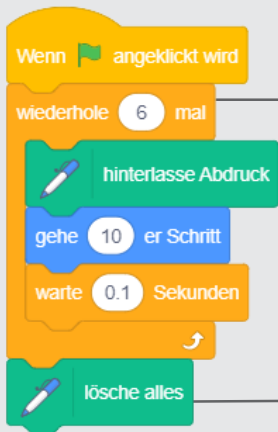 Wenn angeklickt wird
wiederhole 6 mal
hinterlasse Abdruck
gehe 10 er Schritt
warte 0.1 Sekunden
lösche alles